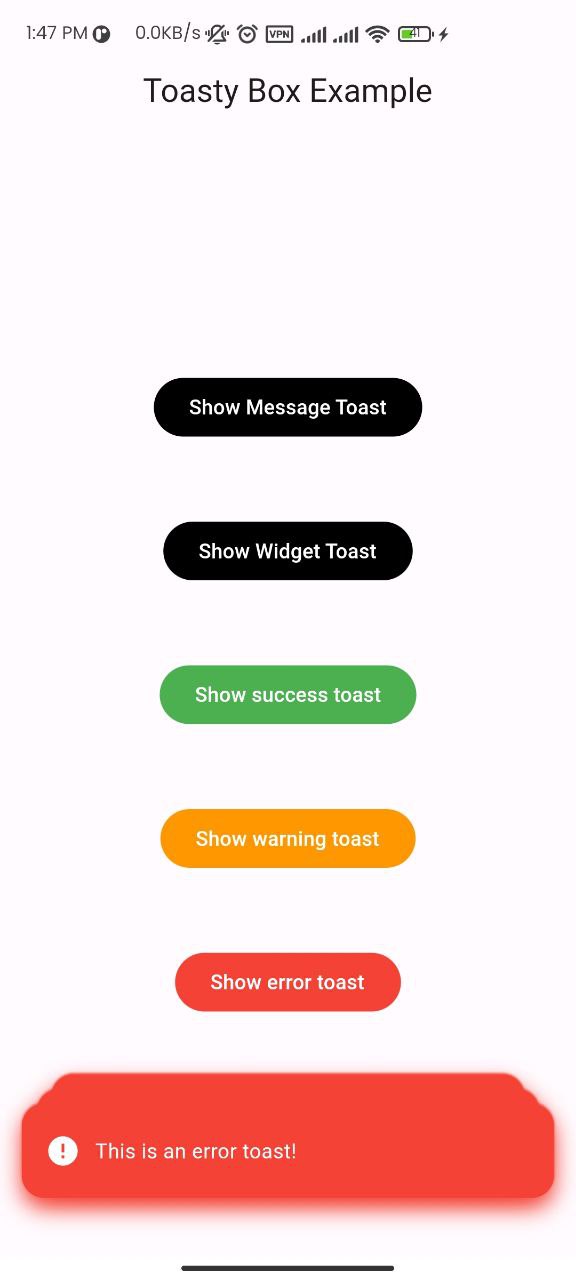 1:47 PM 0.0KB/s VPN 41
Toasty Box Example
Show Message Toast
Show Widget Toast
Show success toast
Show warning toast
Show error toast
This is an error toast!